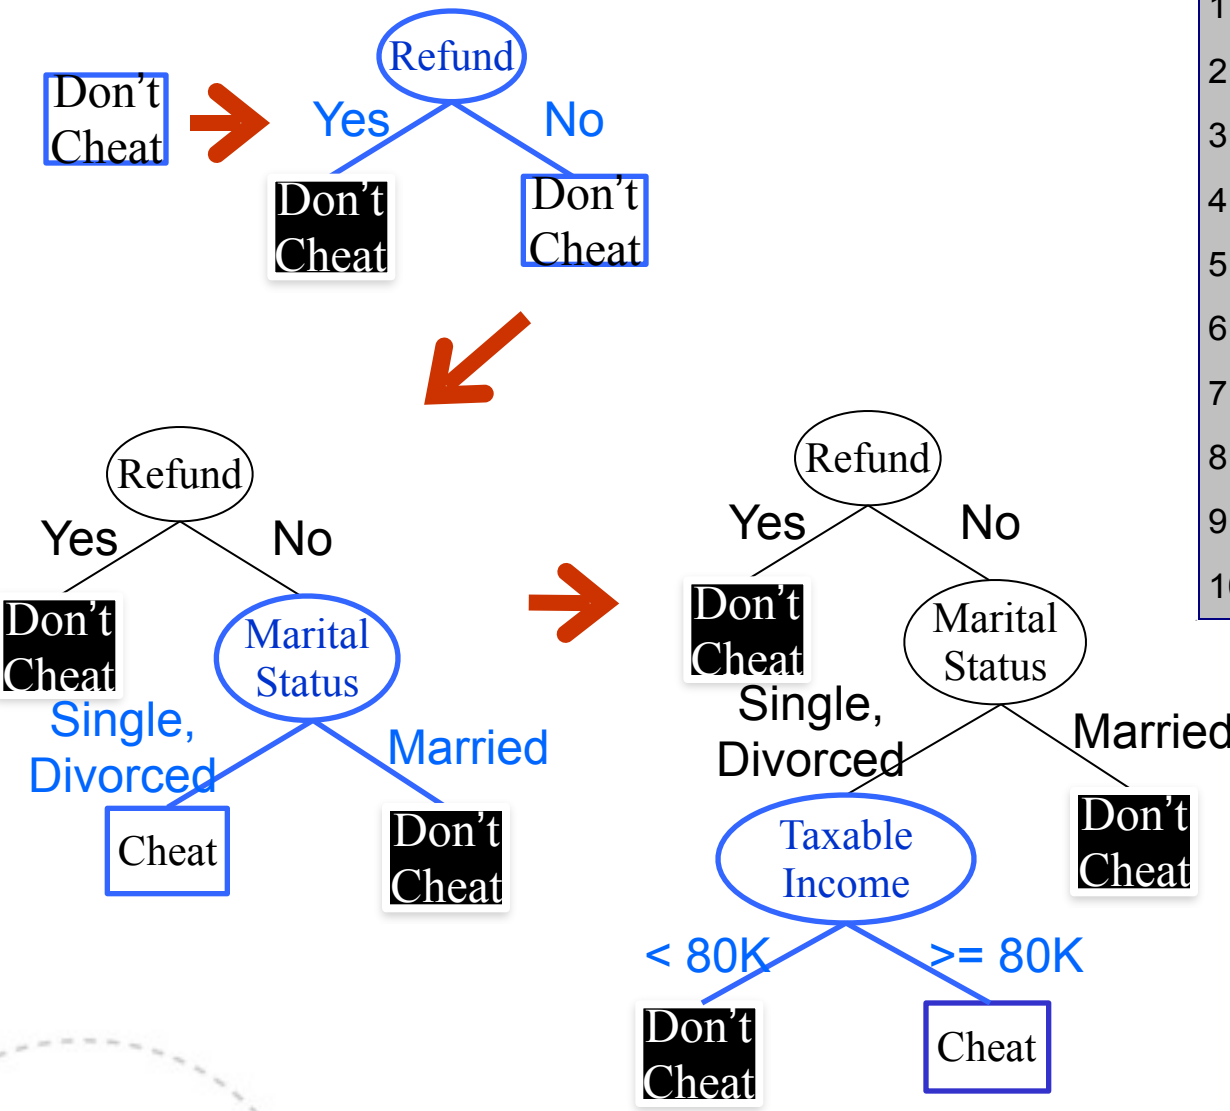 Don't
Cheat
Refund
Yes
No
Don't
Cheat
Don't
Cheat
Refund
Yes
No
Don't
Cheat
Marital
Status
Single,
Divorced
Married
Cheat
Don't
Cheat
Refund
Yes
No
Don't
Cheat
Marital
Status
Single,
Divorced
Married
Taxable
Income
Don't
Cheat
< 80K
>= 80K
Don't
Cheat
Cheat
1
2
3
4
5
6
7
8
9